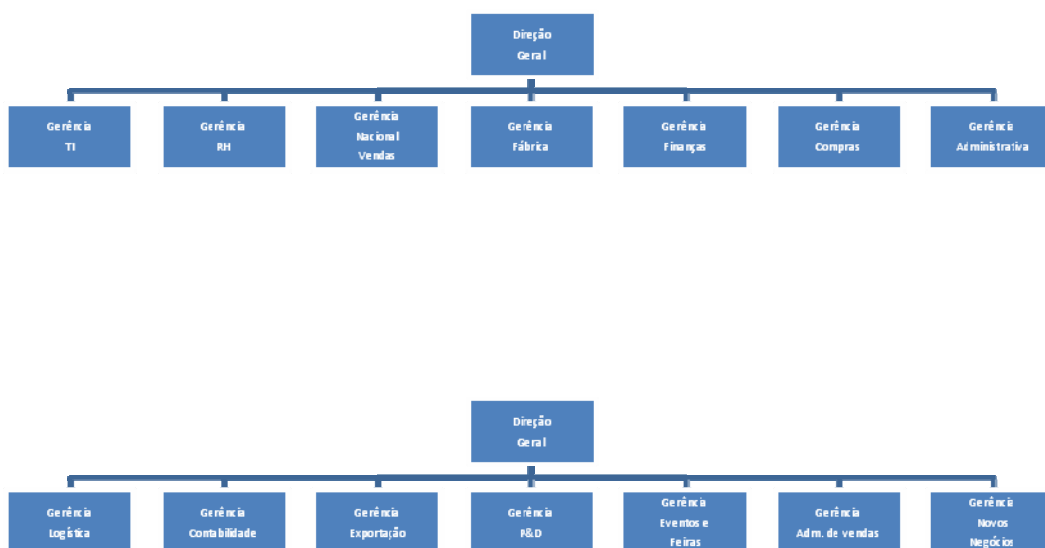 Direção
Geral
Gerência
TI
Gerência
RH
Gerência
Nacional
Vendas
Gerência
Fábrica
Gerência
Finanças
Gerência
Compras
Gerência
Administrativa
Direção
Geral
Gerência
Logística
Gerência
Contabilidade
Gerência
Exportação
Gerência
P&D
Gerência
Eventos e
Feiras
Gerência
Adm. de vendas
Gerência
Novos
Negócios